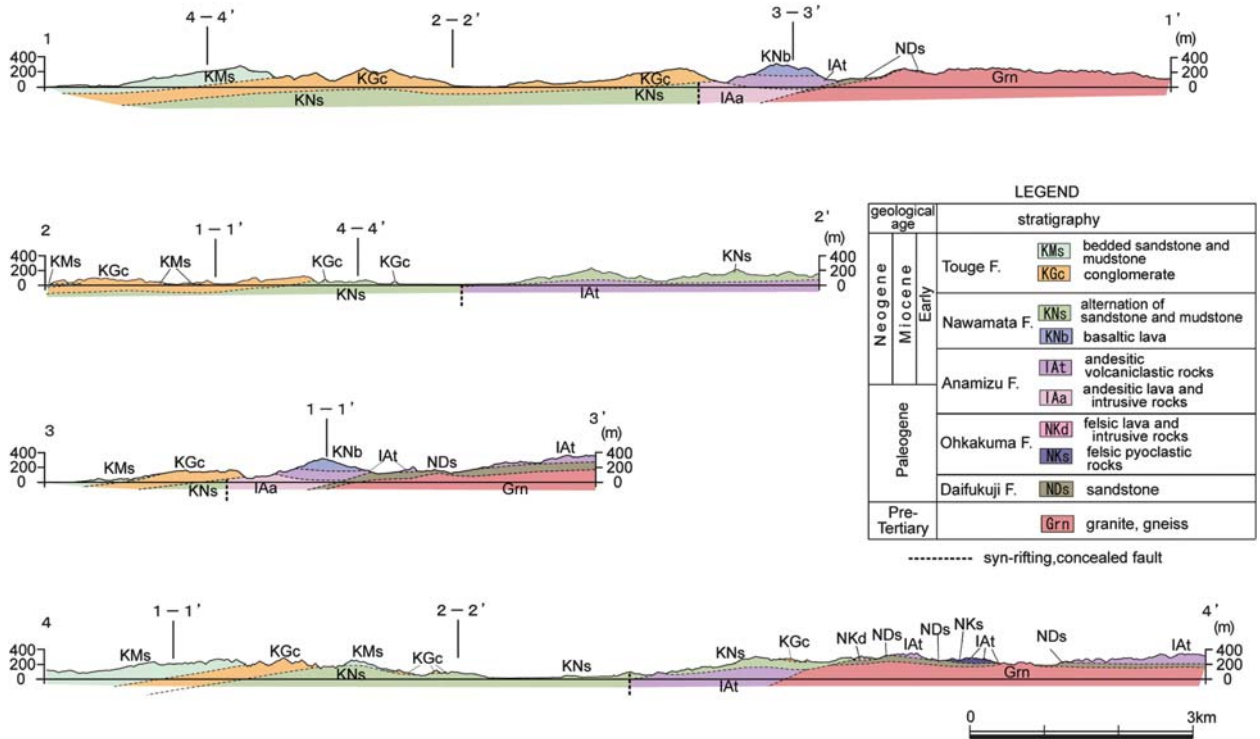 4 – 4'
2 – 2'
3 – 3'
1
1'
(m)
400
200
0
KMs
KGc
KNs
KGc
KNs
KNb
IAa
IAt
NDs
Grn
400
200
0
1 – 1'
4 – 4'
2
2'
(m)
400
200
0
KMs
KGc
KMs
KGc
KGc
KNs
IAt
KNs
400
200
0
1 – 1'
3
3'
(m)
400
200
0
KMs
KGc
KNs
IAa
KNb
IAt
NDs
Grn
IAt
400
200
0
1 – 1'
2 – 2'
4
4'
(m)
400
200
0
KMs
KGc
KMs
KNs
KGc
KNs
KNs
IAt
KGc
NKd
NDs
IAt
NDs
NKs
IAt
Grn
NDs
IAt
400
200
0
LEGEND
geological age
stratigraphy
Neogene
Miocene
Early
Touge F.
KMs bedded sandstone and
mudstone
KGc conglomerate
Nawamata F.
KNs alternation of
sandstone and mudstone
KNb basaltic lava
Anamizu F.
IAt andesitic
volcaniclastic rocks
IAa andesitic lava and
intrusive rocks
Paleogene
Ohkakuma F.
NKd felsic lava and
intrusive rocks
NKs felsic pyoclastic
rocks
Daifukuji F.
NDs sandstone
Pre-
Tertiary
Grn granite, gneiss
syn-rifting,concealed fault
0
3km